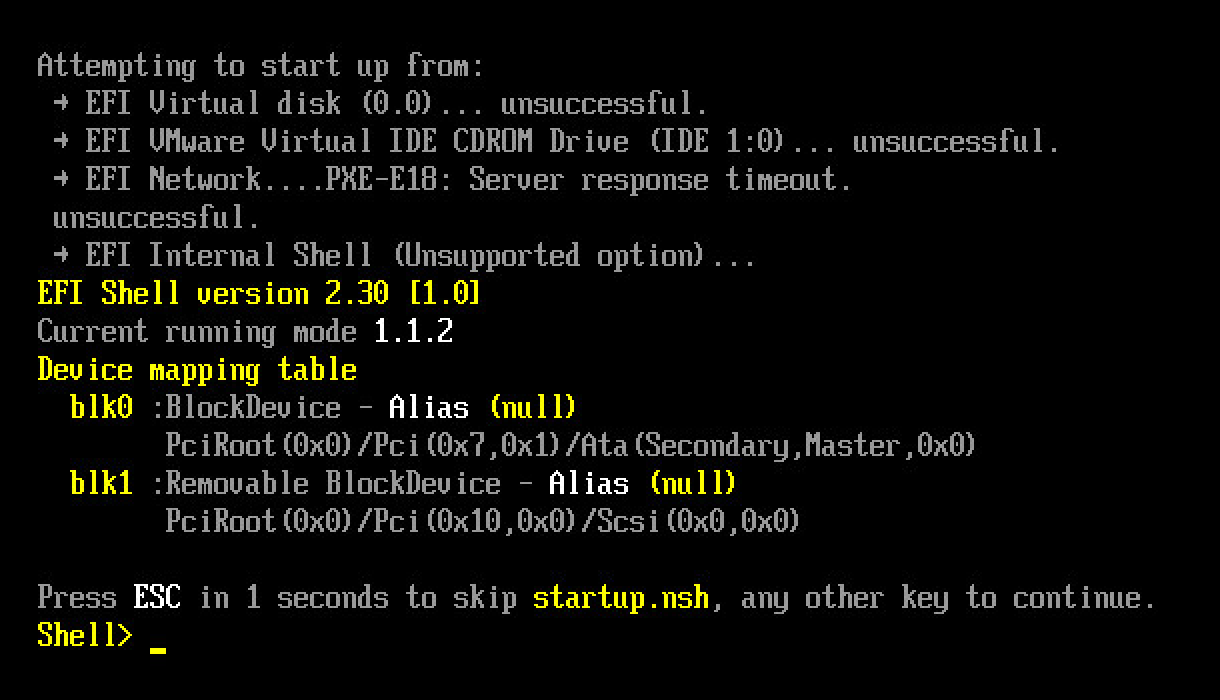 Attempting to start up from:
→ EFI Virtual disk (0.0)... unsuccessful.
→ EFI VMware Virtual IDE CDROM Drive (IDE 1:0)... unsuccessful.
→ EFI Network....PXE-E18: Server response timeout.
unsuccessful.
→ EFI Internal Shell (Unsupported option)...
EFI Shell version 2.30 [1.0]
Current running mode 1.1.2
Device mapping table
blk0 :BlockDevice - Alias (null)
PciRoot(0x0)/Pci(0x7,0x1)/Ata(Secondary,Master,0x0)
blk1 :Removable BlockDevice - Alias (null)
PciRoot(0x0)/Pci(0x10,0x0)/Scsi(0x0,0x0)
Press ESC in 1 seconds to skip startup.nsh, any other key to continue.
Shell> _